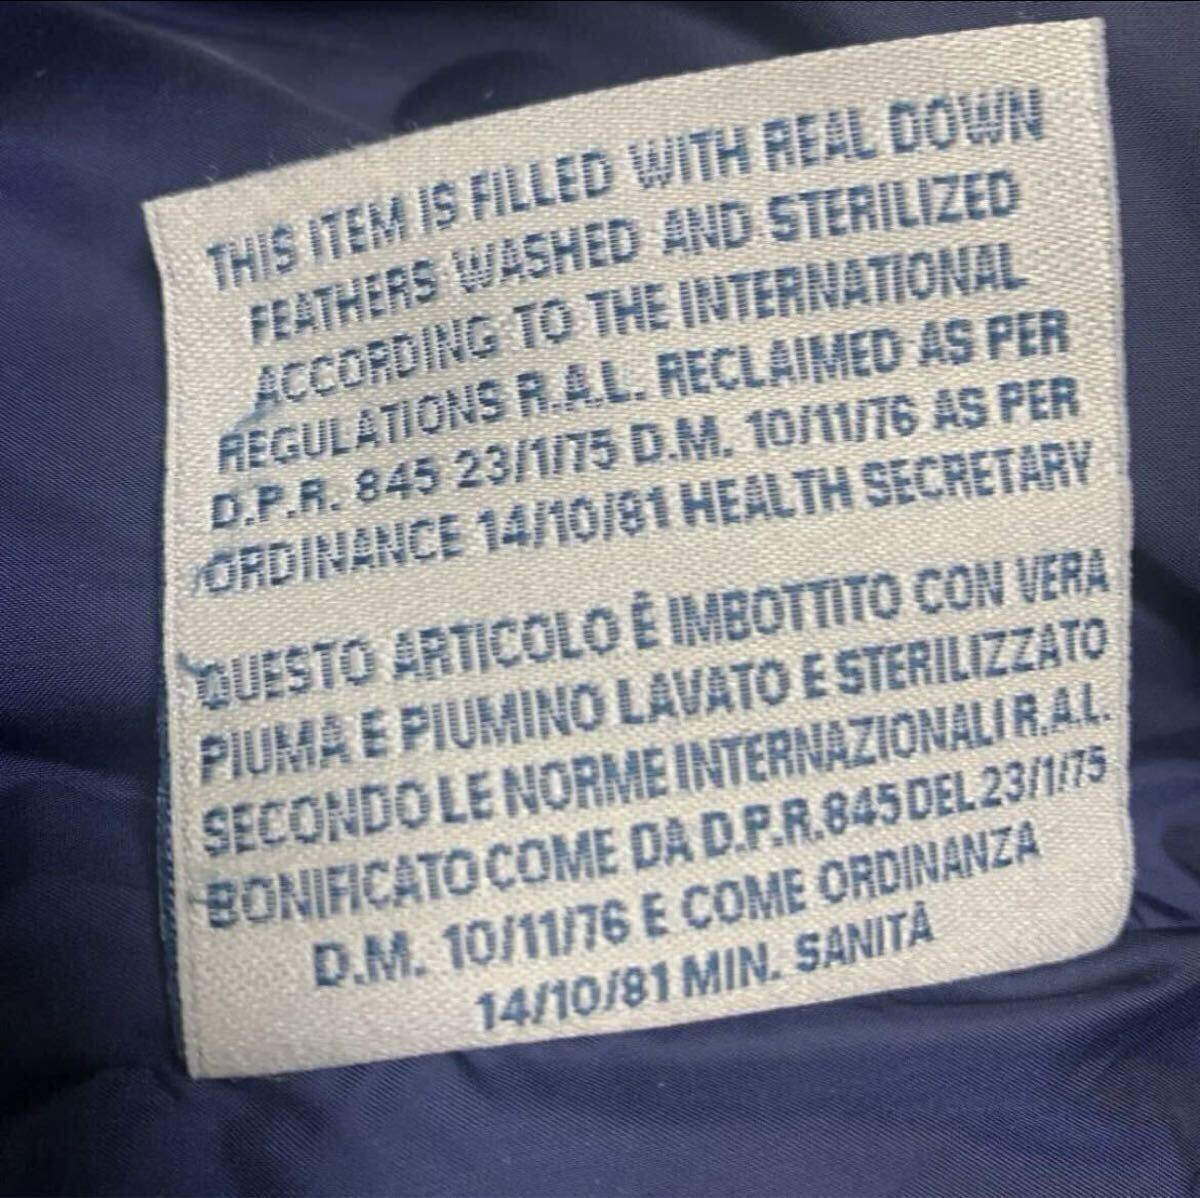 THIS ITEM IS FILLED WITH REAL DOWN
FEATHERS WASHED AND STERILIZED
ACCORDING TO THE INTERNATIONAL
REGULATIONS R.A.L. RECLAIMED AS PER
D.P.R. 845 23/1/75 D.M. 10/11/76 AS PER
ORDINANCE 14/10/81 HEALTH SECRETARY
QUESTO ARTICOLO È IMBOTTITO CON VERA
PIUMA E PIUMINO LAVATO E STERILIZZATO
SECONDO LE NORME INTERNAZIONALI R.A.L.
BONIFICATO COME DA D.P.R.845 DEL 23/1/75
D.M. 10/11/76 E COME ORDINANZA
14/10/81 MIN. SANITÀ